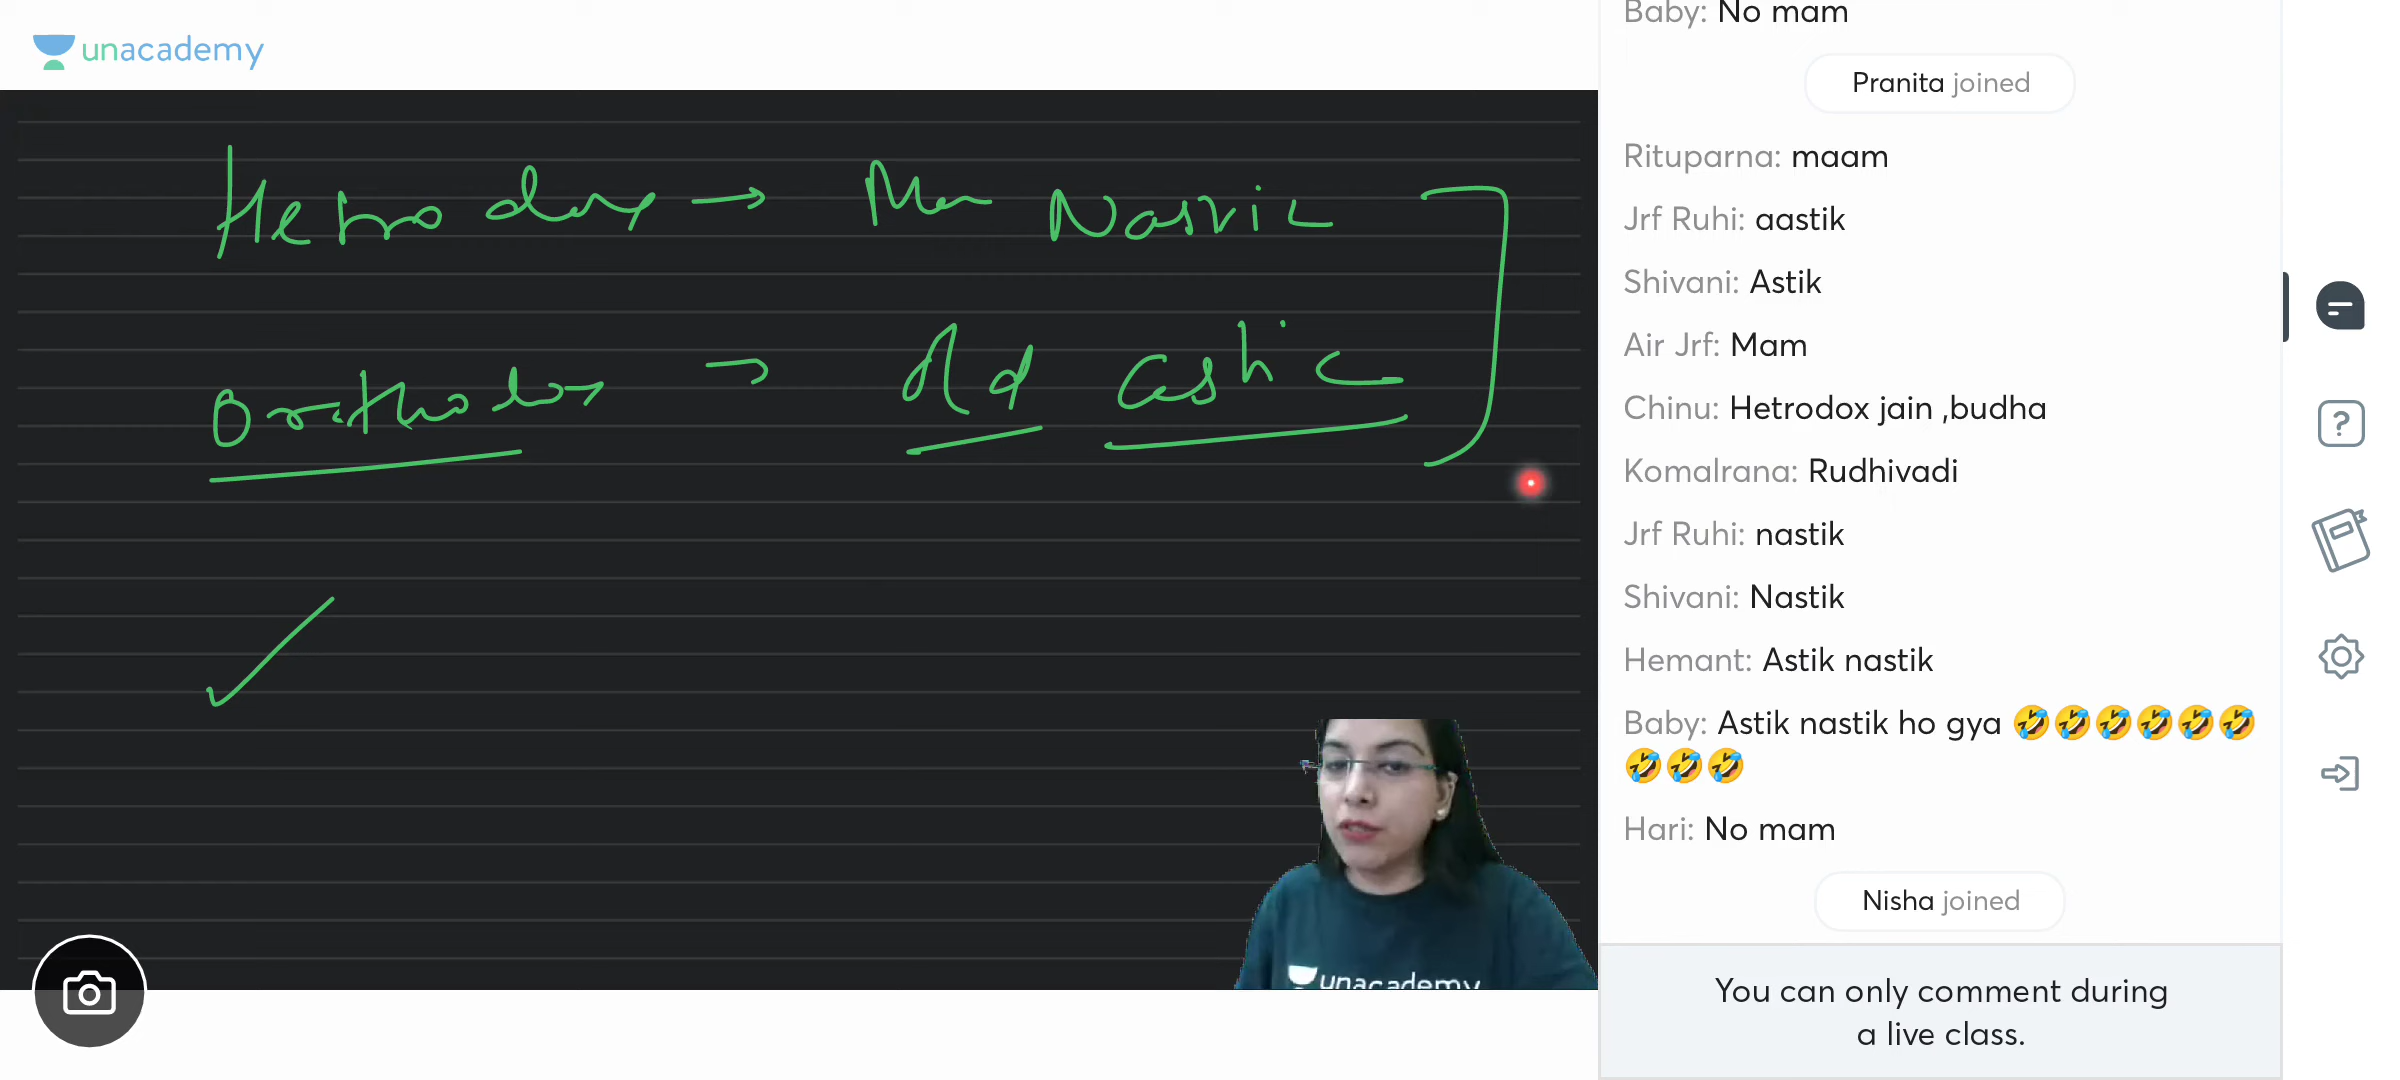 unacademy
Hetrodox → Nastic
Orathodox → astic
unacademy
Baby: No mam
Pranita joined
Rituparna: maam
Jrf Ruhi: aastik
Shivani: Astik
Air Jrf: Mam
Chinu: Hetrodox jain ,budha
Komalrana: Rudhivadi
Jrf Ruhi: nastik
Shivani: Nastik
Hemant: Astik nastik
Baby: Astik nastik ho gya 🤣🤣🤣🤣🤣🤣
🤣🤣🤣
Hari: No mam
Nisha joined
You can only comment during
a live class.